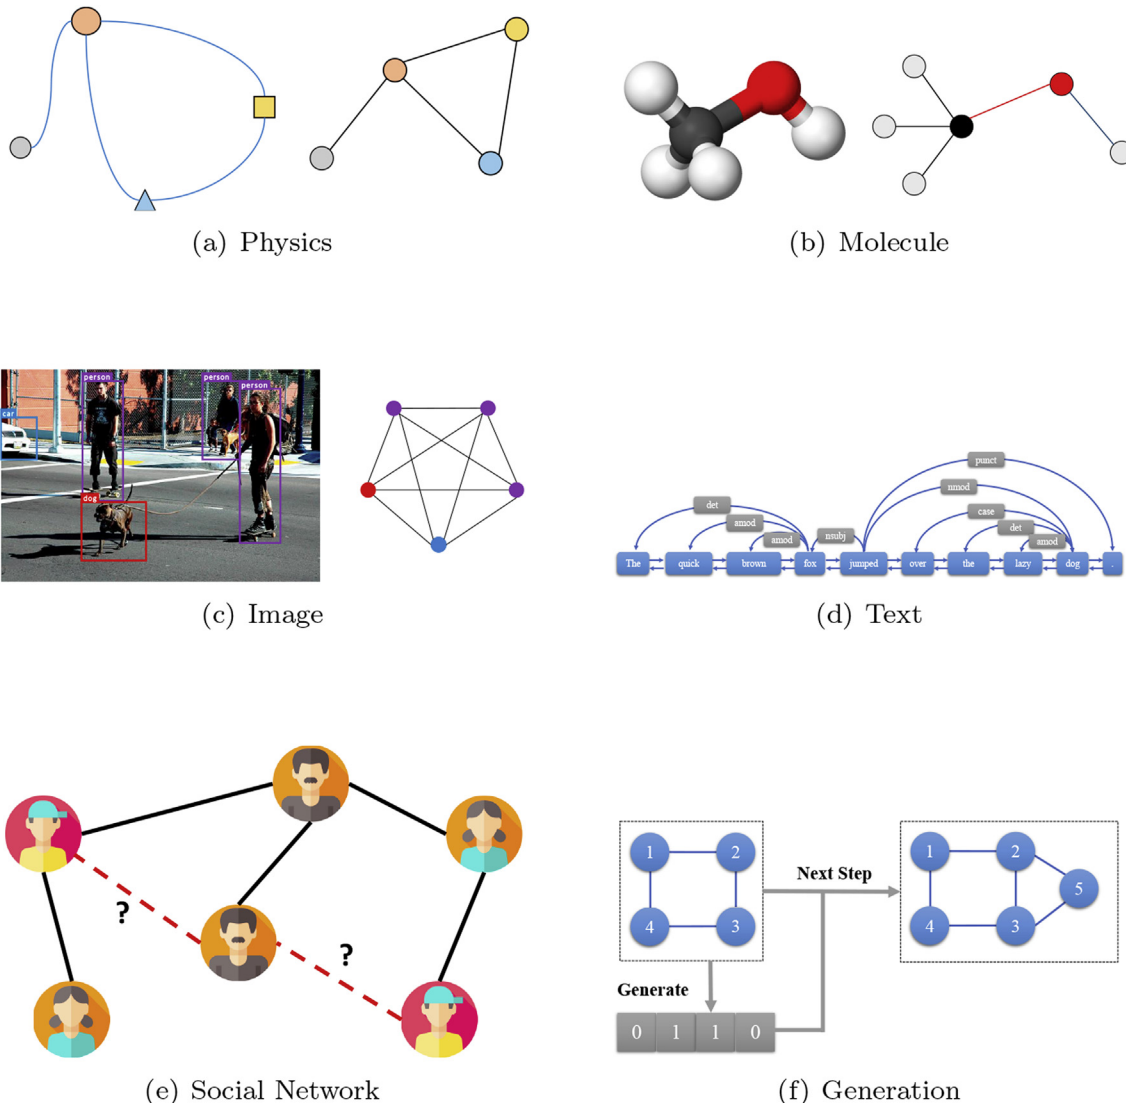 (a) Physics
(b) Molecule
person
person
person
car
dog
(c) Image
punct
nmod
det
case
amod
det
nsubj
amod
amod
The quick brown fox jumped over the lazy dog .
(d) Text
?
?
(e) Social Network
1 2
4 3
Next Step
1 2
5
4 3
Generate
0 1 1 0
(f) Generation